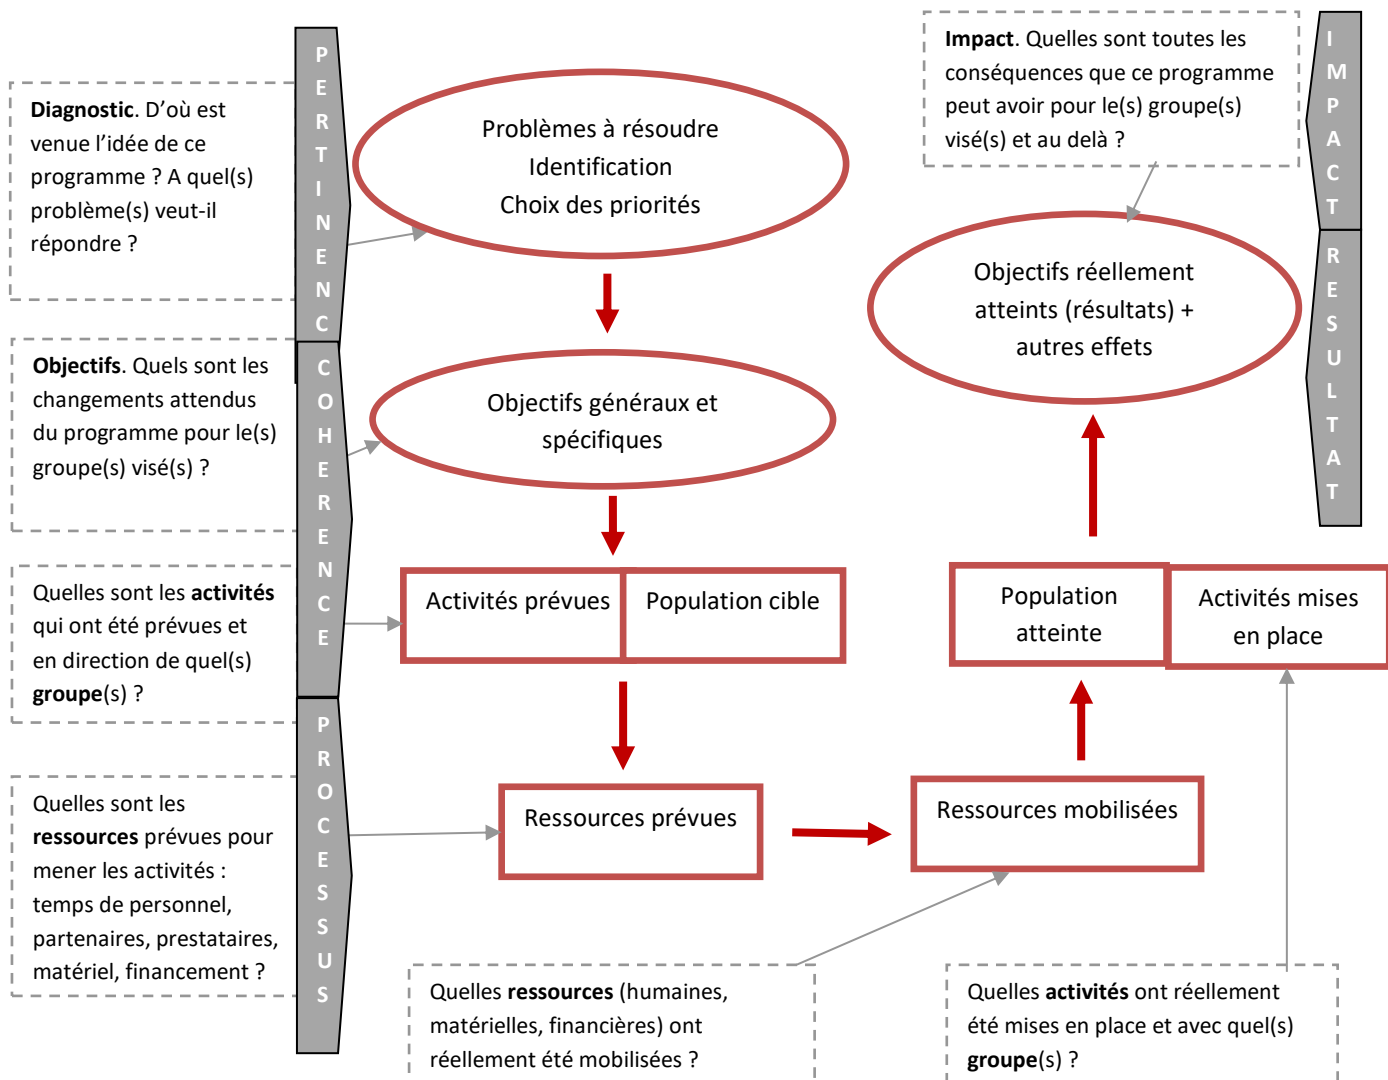 PERTINENC
Diagnostic. D’où est
venue l’idée de ce
programme ? A quel(s)
problème(s) veut-il
répondre ?
Problèmes à résoudre
Identification
Choix des priorités
Impact. Quelles sont toutes les
conséquences que ce programme
peut avoir pour le(s) groupe(s)
visé(s) et au delà ?
IMPACT
RESULTAT
Objectifs réellement
atteints (résultats) +
autres effets
COHERENCE
Objectifs. Quels sont les
changements attendus
du programme pour le(s)
groupe(s) visé(s) ?
Objectifs généraux et
spécifiques
Quelles sont les activités
qui ont été prévues et
en direction de quel(s)
groupe(s) ?
Activités prévues
Population cible
Population
atteinte
Activités mises
en place
PROCESSUS
Quelles sont les
ressources prévues pour
mener les activités :
temps de personnel,
partenaires, prestataires,
matériel, financement ?
Ressources prévues
Ressources mobilisées
Quelles ressources (humaines,
matérielles, financières) ont
réellement été mobilisées ?
Quelles activités ont réellement
été mises en place et avec quel(s)
groupe(s) ?